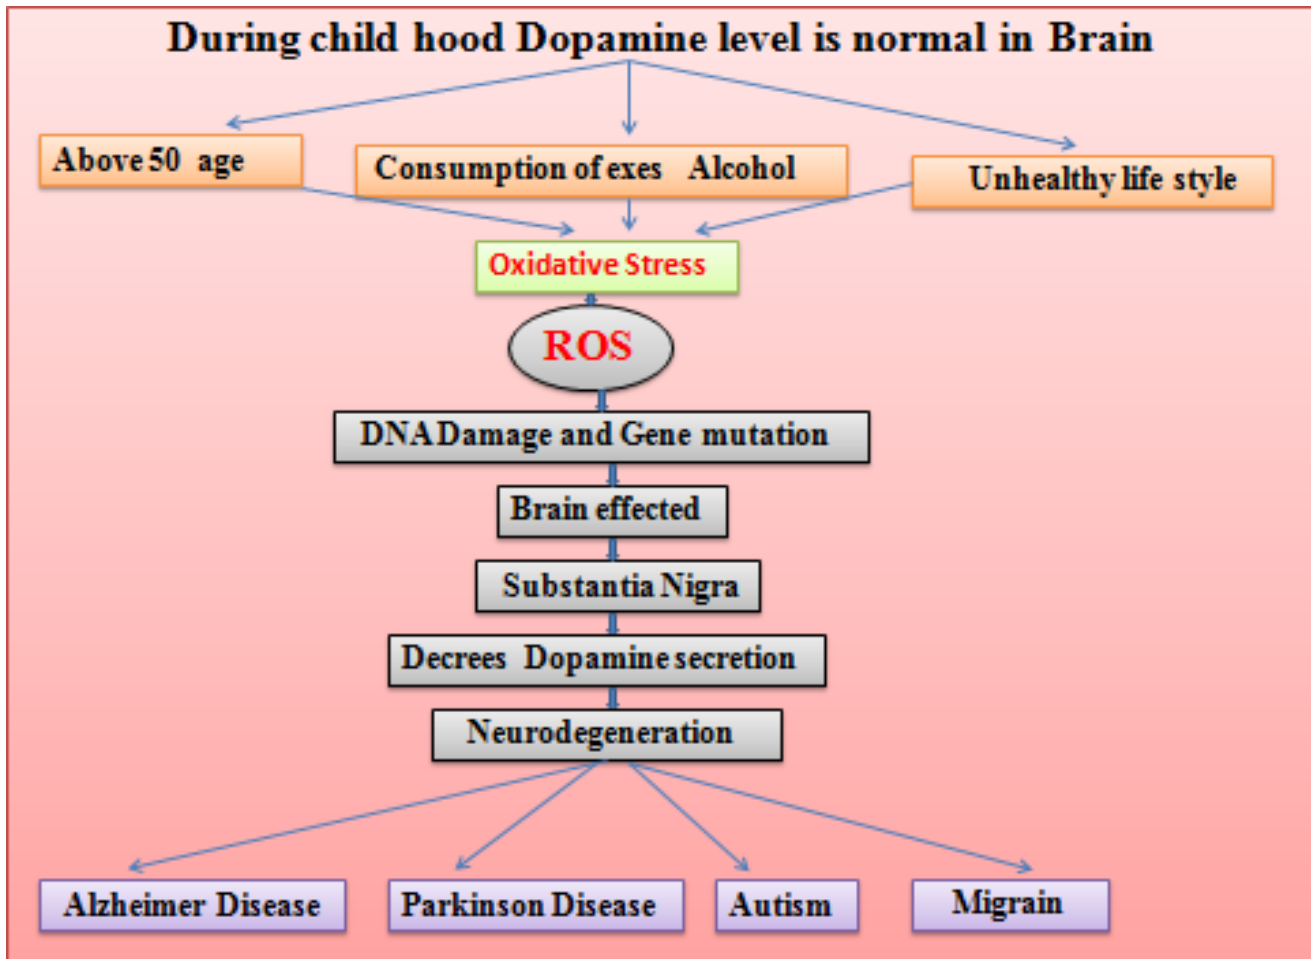 During child hood Dopamine level is normal in Brain
Above 50 age
Consumption of exes Alcohol
Unhealthy life style
Oxidative Stress
ROS
DNA Damage and Gene mutation
Brain effected
Substantia Nigra
Decrees Dopamine secretion
Neurodegeneration
Alzheimer Disease
Parkinson Disease
Autism
Migrain